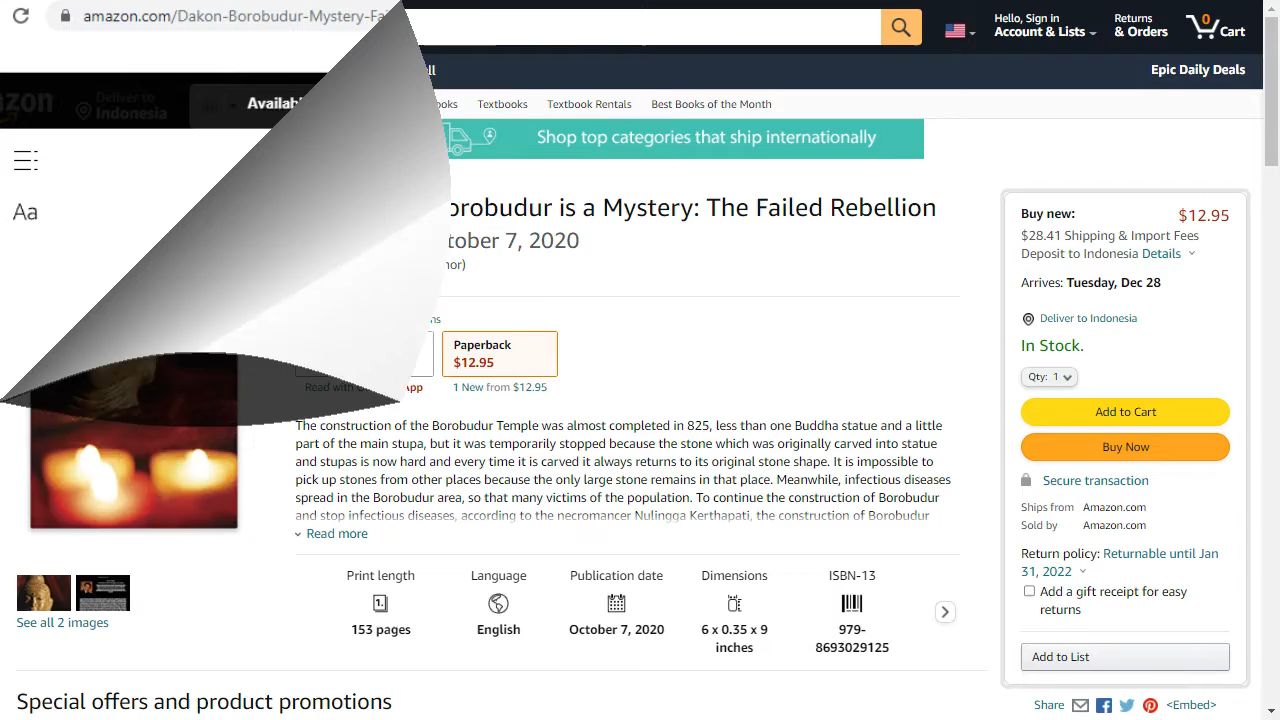 amazon.com/Dakon-Borobudur-Mystery-Fai
0
Hello, Sign in
Account & Lists
Returns
& Orders
Cart
Epic Daily Deals
Deliver to
Indonesia
Textbooks
Textbook Rentals
Best Books of the Month
Shop top categories that ship internationally
Aa
orobudur is a Mystery: The Failed Rebellion
tober 7, 2020
Paperback
$12.95
Read with
1 New from $12.95
The construction of the Borobudur Temple was almost completed in 825, less than one Buddha statue and a little
part of the main stupa, but it was temporarily stopped because the stone which was originally carved into statue
and stupas is now hard and every time it is carved it always returns to its original stone shape. It is impossible to
pick up stones from other places because the only large stone remains in that place. Meanwhile, infectious diseases
spread in the Borobudur area, so that many victims of the population. To continue the construction of Borobudur
and stop infectious diseases, according to the necromancer Nulingga Kerthapati, the construction of Borobudur
Read more
Print length
153 pages
Language
English
Publication date
October 7, 2020
Dimensions
6 x 0.35 x 9
inches
ISBN-13
979-
8693029125
See all 2 images
Special offers and product promotions
Buy new:
$12.95
$28.41 Shipping & Import Fees
Deposit to Indonesia Details
Arrives: Tuesday, Dec 28
Deliver to Indonesia
In Stock.
Qty: 1
Add to Cart
Buy Now
Secure transaction
Ships from Amazon.com
Sold by Amazon.com
Return policy: Returnable until Jan
31, 2022
Add a gift receipt for easy
returns
Add to List
Share <Embed>